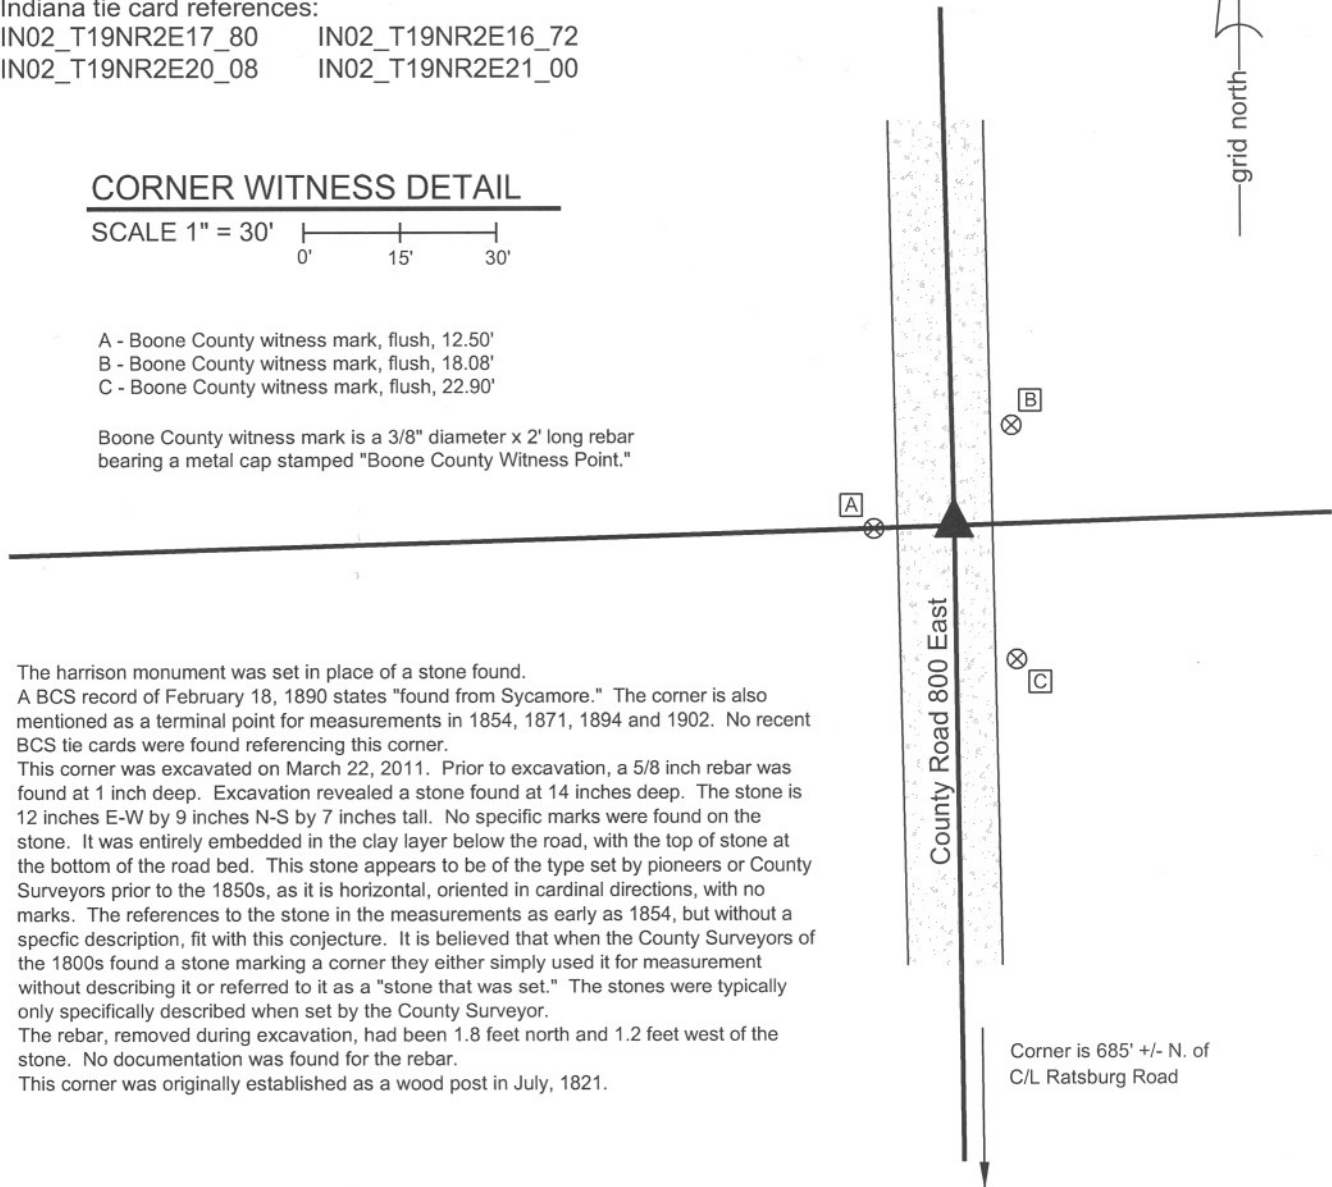 Indiana tie card references:
IN02_T19NR2E17_80 IN02_T19NR2E16_72
IN02_T19NR2E20_08 IN02_T19NR2E21_00
grid north
CORNER WITNESS DETAIL
SCALE 1" = 30'
0' 15' 30'
A - Boone County witness mark, flush, 12.50'
B - Boone County witness mark, flush, 18.08'
C - Boone County witness mark, flush, 22.90'
Boone County witness mark is a 3/8" diameter x 2' long rebar
bearing a metal cap stamped "Boone County Witness Point."
B
A
C
County Road 800 East
The harrison monument was set in place of a stone found.
A BCS record of February 18, 1890 states "found from Sycamore." The corner is also
mentioned as a terminal point for measurements in 1854, 1871, 1894 and 1902. No recent
BCS tie cards were found referencing this corner.
This corner was excavated on March 22, 2011. Prior to excavation, a 5/8 inch rebar was
found at 1 inch deep. Excavation revealed a stone found at 14 inches deep. The stone is
12 inches E-W by 9 inches N-S by 7 inches tall. No specific marks were found on the
stone. It was entirely embedded in the clay layer below the road, with the top of stone at
the bottom of the road bed. This stone appears to be of the type set by pioneers or County
Surveyors prior to the 1850s, as it is horizontal, oriented in cardinal directions, with no
marks. The references to the stone in the measurements as early as 1854, but without a
specfic description, fit with this conjecture. It is believed that when the County Surveyors of
the 1800s found a stone marking a corner they either simply used it for measurement
without describing it or referred to it as a "stone that was set." The stones were typically
only specifically described when set by the County Surveyor.
The rebar, removed during excavation, had been 1.8 feet north and 1.2 feet west of the
stone. No documentation was found for the rebar.
This corner was originally established as a wood post in July, 1821.
Corner is 685' +/- N. of
C/L Ratsburg Road